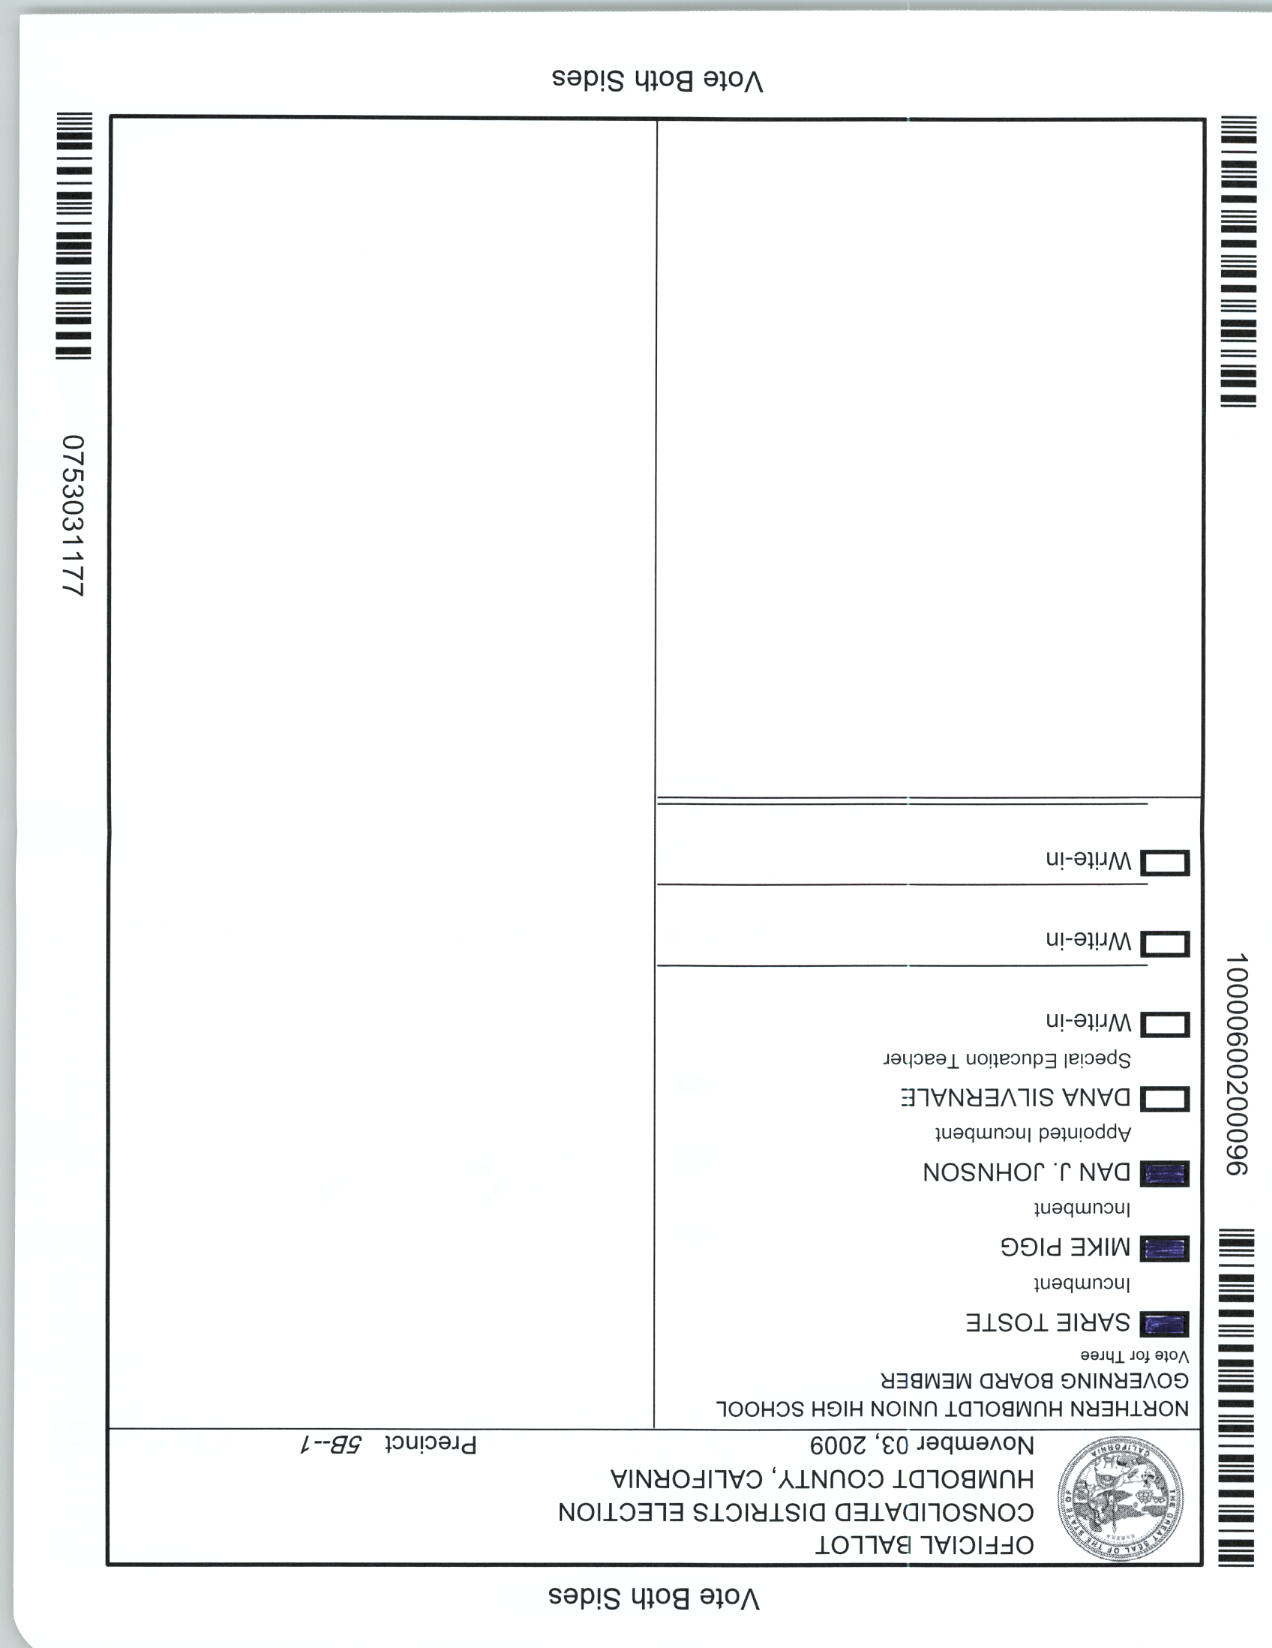 Vote Both Sides
OFFICIAL BALLOT
CONSOLIDATED DISTRICTS ELECTION
HUMBOLDT COUNTY, CALIFORNIA
November 03, 2009 Precinct 5B--1
THE GREAT SEAL OF THE STATE OF CALIFORNIA
NORTHERN HUMBOLDT UNION HIGH SCHOOL
GOVERNING BOARD MEMBER
Vote for Three
SARIE TOSTE
Incumbent
MIKE PIGG
Incumbent
DAN J. JOHNSON
Appointed Incumbent
DANA SILVERNALE
Special Education Teacher
Write-in
Write-in
Write-in
10000600200096
0753031177
Vote Both Sides